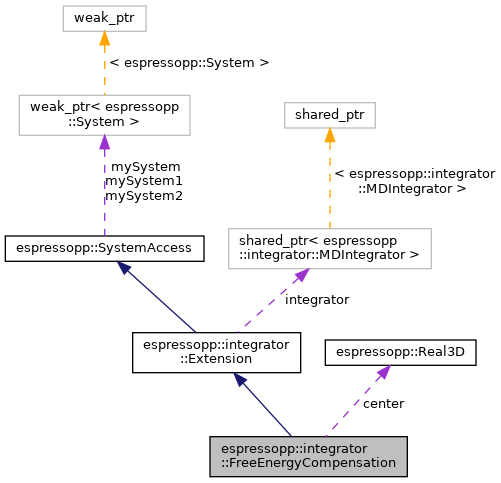 weak_ptr
< espressopp::System >
weak_ptr< espressopp
::System >
shared_ptr
mySystem
mySystem1
mySystem2
< espressopp::integrator
::MDIntegrator >
espressopp::SystemAccess
shared_ptr< espressopp
::integrator::MDIntegrator >
integrator
espressopp::integrator
::Extension
espressopp::Real3D
center
espressopp::integrator
::FreeEnergyCompensation